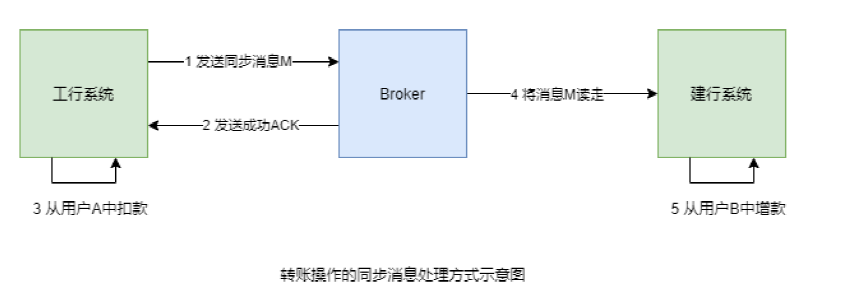 1 发送同步消息M
工行系统
Broker
4 将消息M读走
建行系统
2 发送成功ACK
3 从用户A中扣款
5 从用户B中增款
转账操作的同步消息处理方式示意图